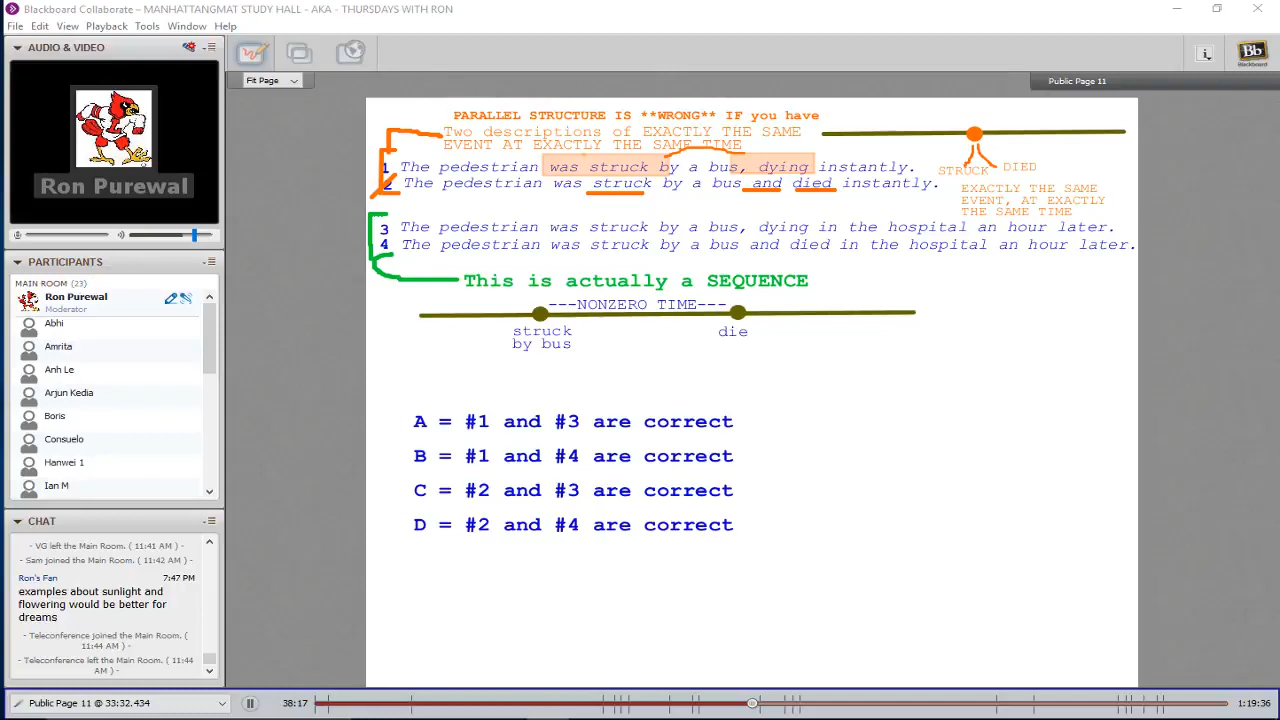 Blackboard Collaborate – MANHATTANGMAT STUDY HALL - AKA - THURSDAYS WITH RON
File Edit View Playback Tools Window Help
AUDIO & VIDEO
Ron Purewal
PARTICIPANTS
MAIN ROOM (23)
Ron Purewal
Moderator
Abhi
Amrita
Anh Le
Arjun Kedia
Boris
Consuelo
Hanwei 1
Ian M
CHAT
- VG left the Main Room. ( 11:41 AM ) -
- Sam joined the Main Room. ( 11:42 AM ) -
Ron's Fan 7:47 PM
examples about sunlight and
flowering would be better for
dreams
- Teleconference joined the Main Room. (
11:44 AM ) -
- Teleconference left the Main Room. ( 11:44
AM ) -
Fit Page
Public Page 11
Bb
Blackboard
PARALLEL STRUCTURE IS **WRONG** IF you have
Two descriptions of EXACTLY THE SAME
EVENT AT EXACTLY THE SAME TIME
1 The pedestrian was struck by a bus, dying instantly.
2 The pedestrian was struck by a bus and died instantly.
STRUCK DIED
EXACTLY THE SAME
EVENT, AT EXACTLY
THE SAME TIME
3 The pedestrian was struck by a bus, dying in the hospital an hour later.
4 The pedestrian was struck by a bus and died in the hospital an hour later.
This is actually a SEQUENCE
---NONZERO TIME---
struck
by bus
die
A = #1 and #3 are correct
B = #1 and #4 are correct
C = #2 and #3 are correct
D = #2 and #4 are correct
Public Page 11 @ 33:32.434
38:17
1:19:36